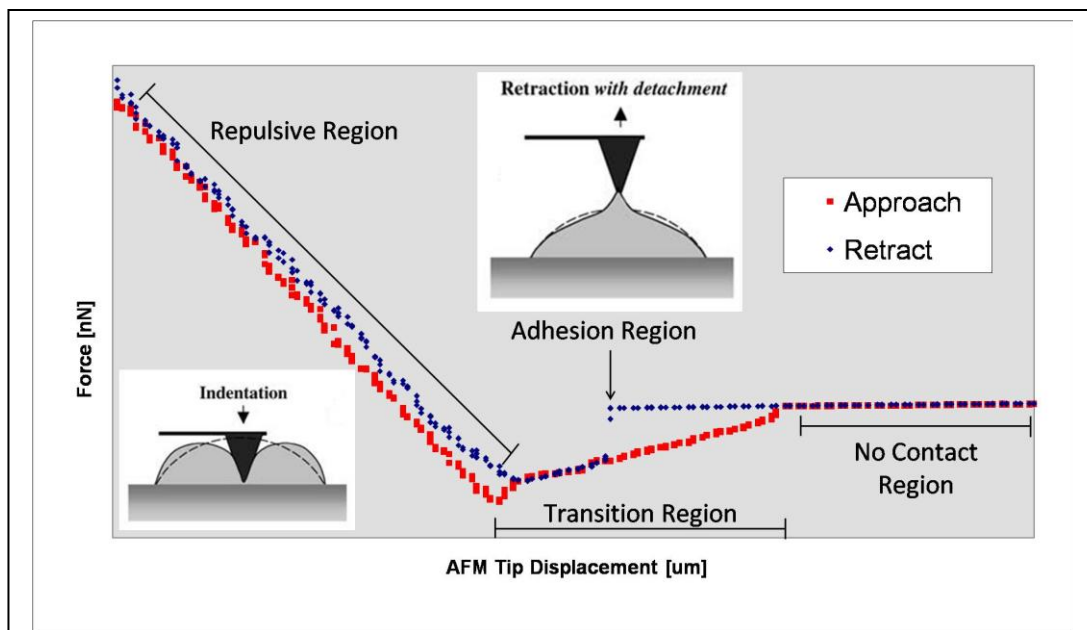 Retraction with detachment
Repulsive Region
Approach
Retract
Adhesion Region
Force [nN]
Indentation
No Contact
Region
Transition Region
AFM Tip Displacement [um]